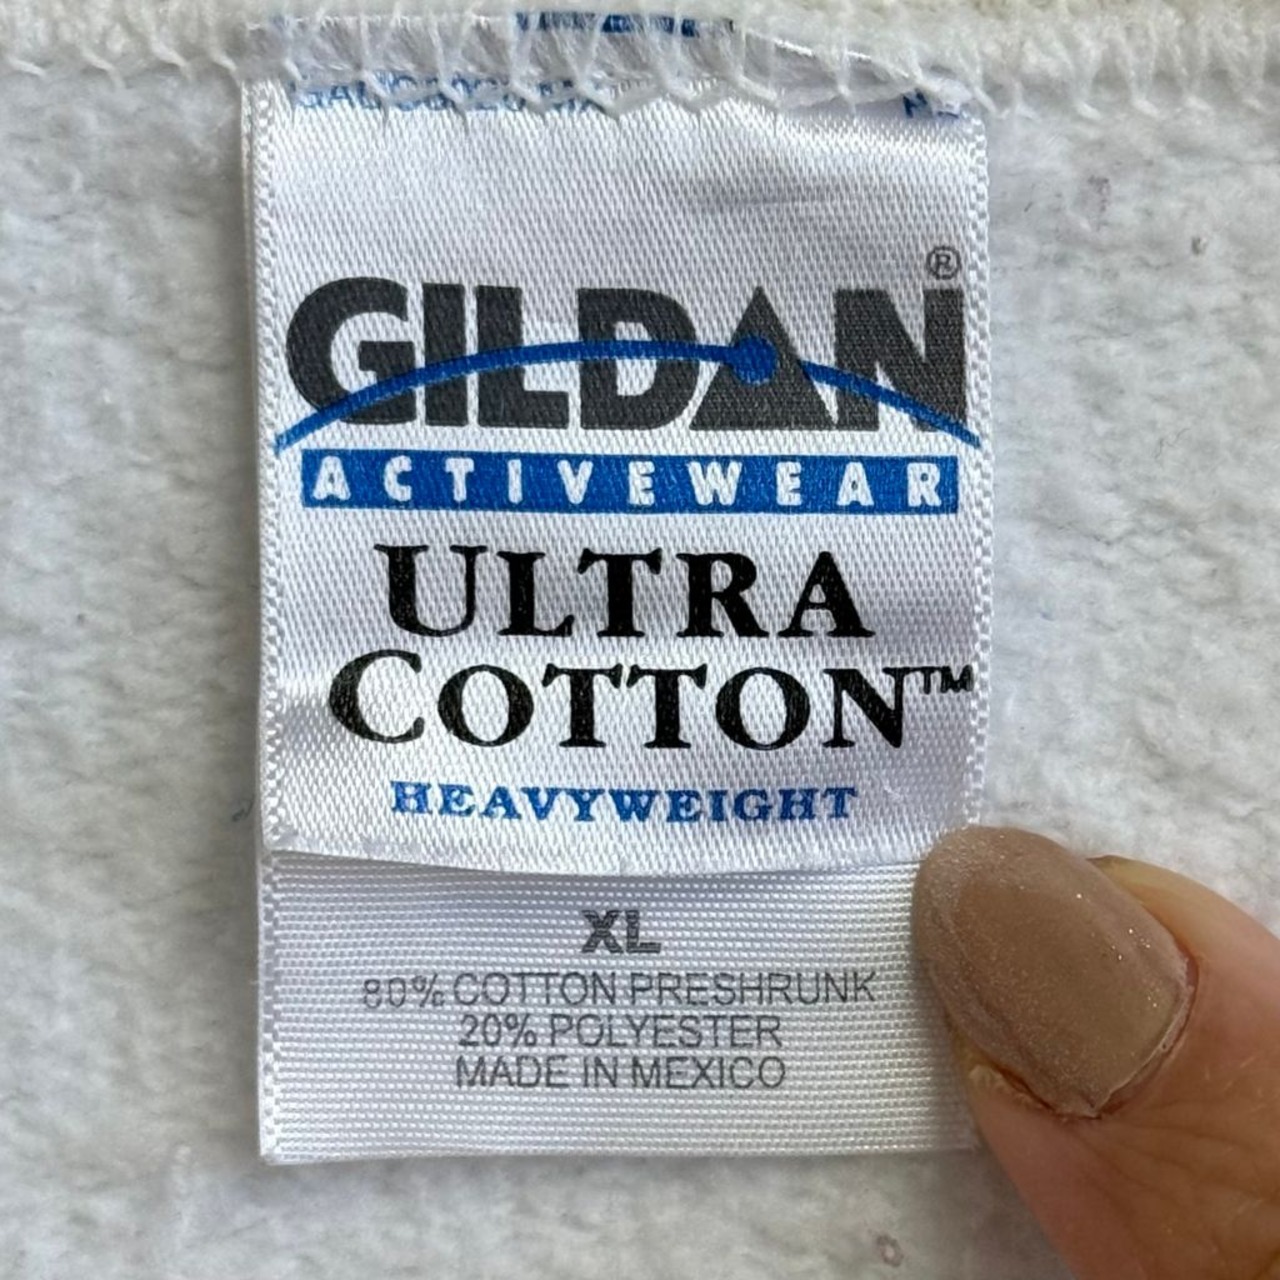 GILDAN®
ACTIVEWEAR
ULTRA
COTTON™
HEAVYWEIGHT
XL
80% COTTON PRESHRUNK
20% POLYESTER
MADE IN MEXICO